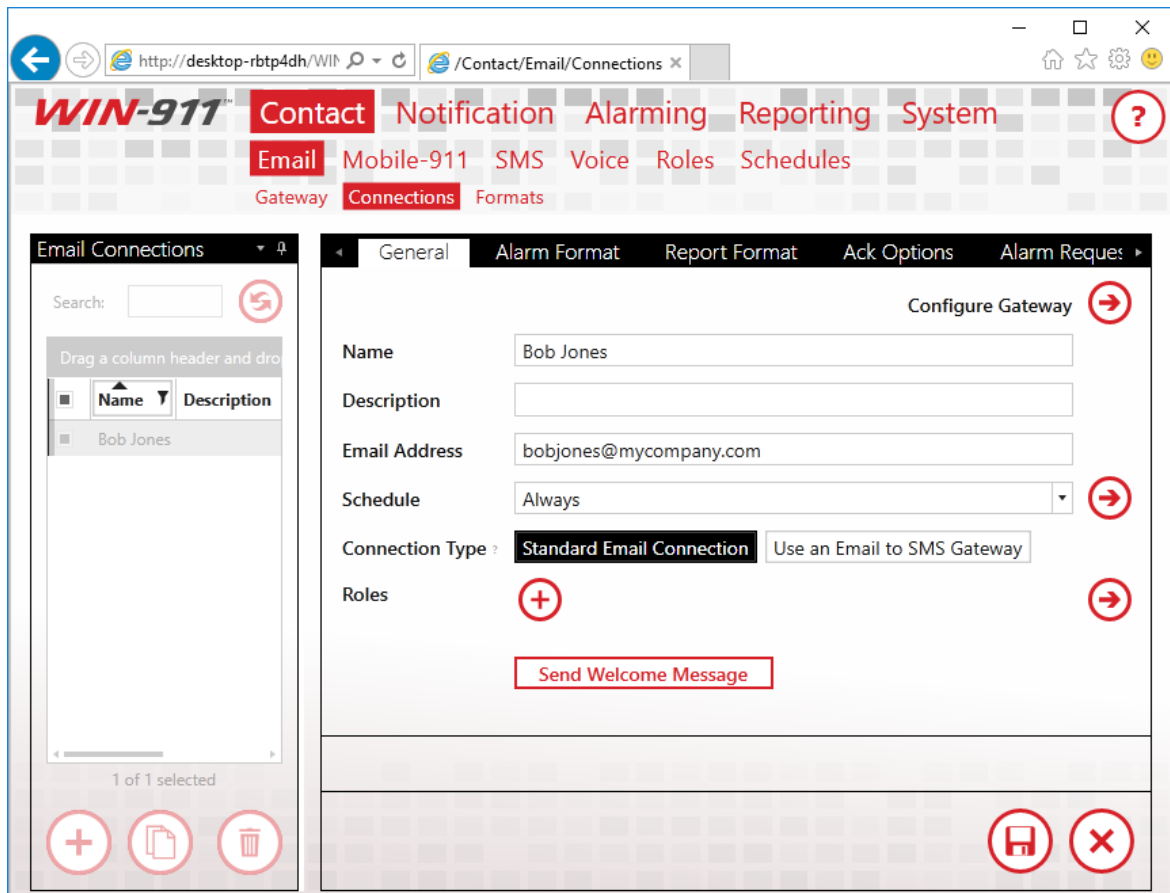 http://desktop-rbtp4dh/WIN
/Contact/Email/Connections
WIN-911™ Contact Notification Alarming Reporting System ?
Email Mobile-911 SMS Voice Roles Schedules
Gateway Connections Formats
Email Connections
General Alarm Format Report Format Ack Options Alarm Reques
Search:
Configure Gateway
Drag a column header and dro
Name Description
Bob Jones
Name Bob Jones
Description
Email Address bobjones@mycompany.com
Schedule Always
Connection Type ? Standard Email Connection Use an Email to SMS Gateway
Roles
Send Welcome Message
1 of 1 selected